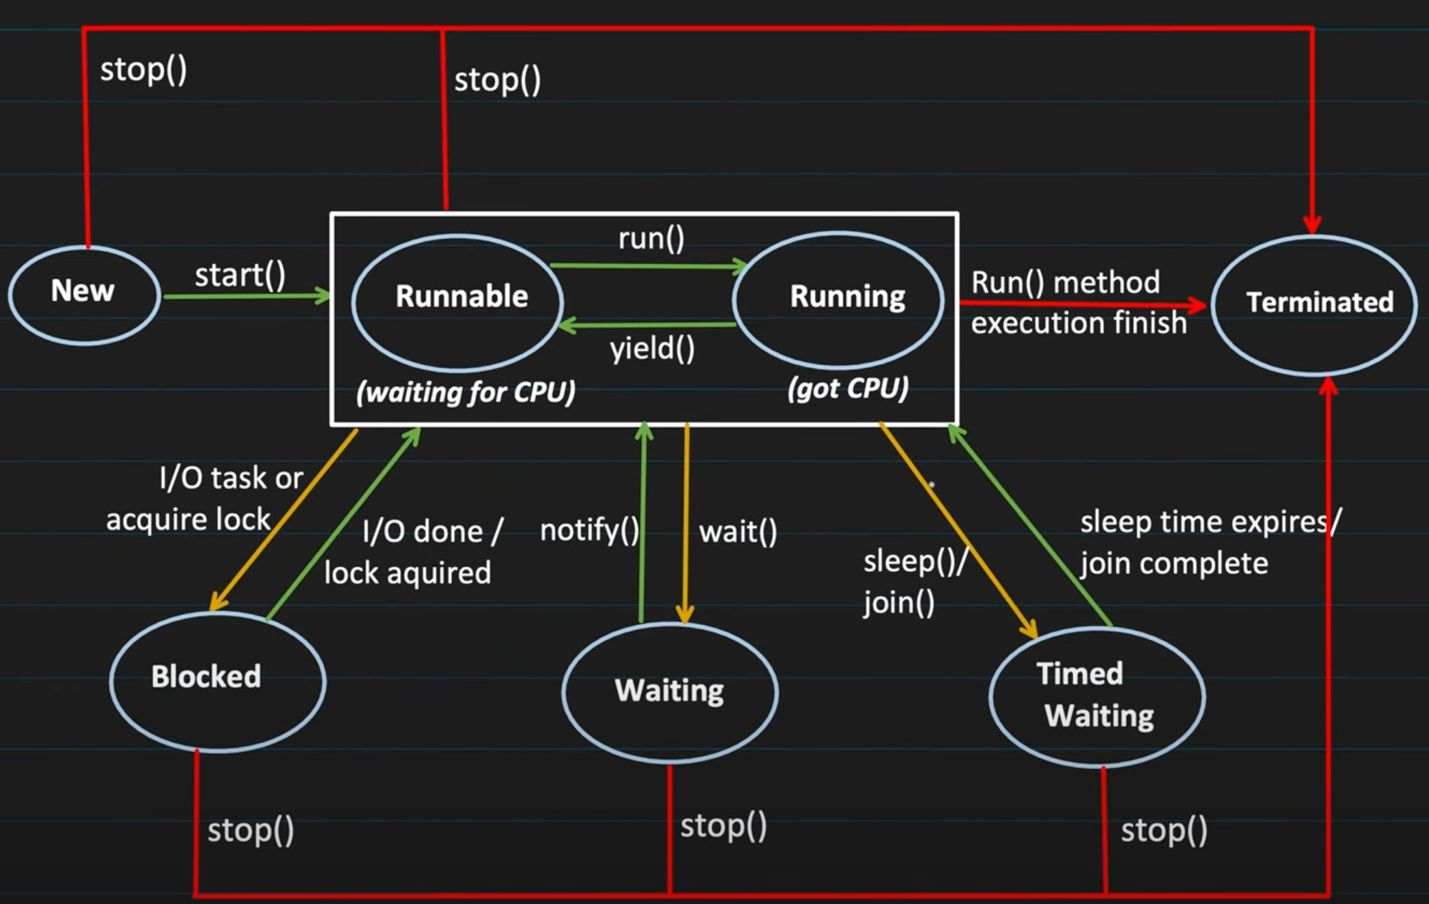 stop()
stop()
New
start()
Runnable
run()
yield()
Running
(waiting for CPU)
(got CPU)
Run() method
execution finish
Terminated
I/O task or
acquire lock
I/O done /
lock aquired
notify()
wait()
sleep()/
join()
sleep time expires/
join complete
Blocked
Waiting
Timed
Waiting
stop()
stop()
stop()